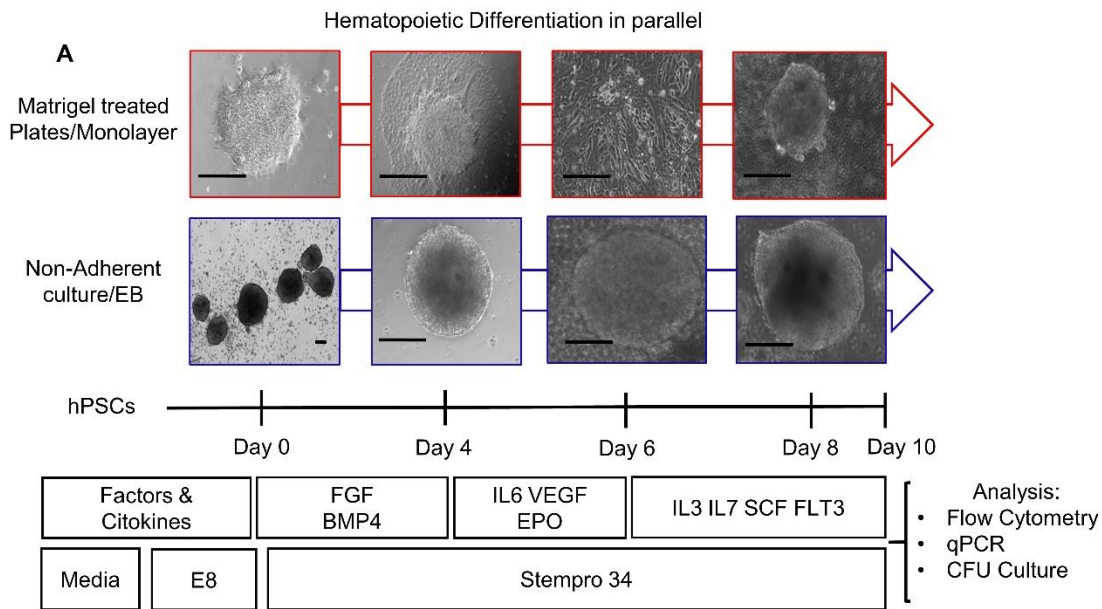 Hematopoietic Differentiation in parallel
A
Matrigel treated
Plates/Monolayer
Non-Adherent
culture/EB
hPSCs
Day 0
Day 4
Day 6
Day 8
Day 10
Factors &
Citokines
FGF
BMP4
IL6 VEGF
EPO
IL3 IL7 SCF FLT3
Media
E8
Stempro 34
Analysis:
• Flow Cytometry
• qPCR
• CFU Culture